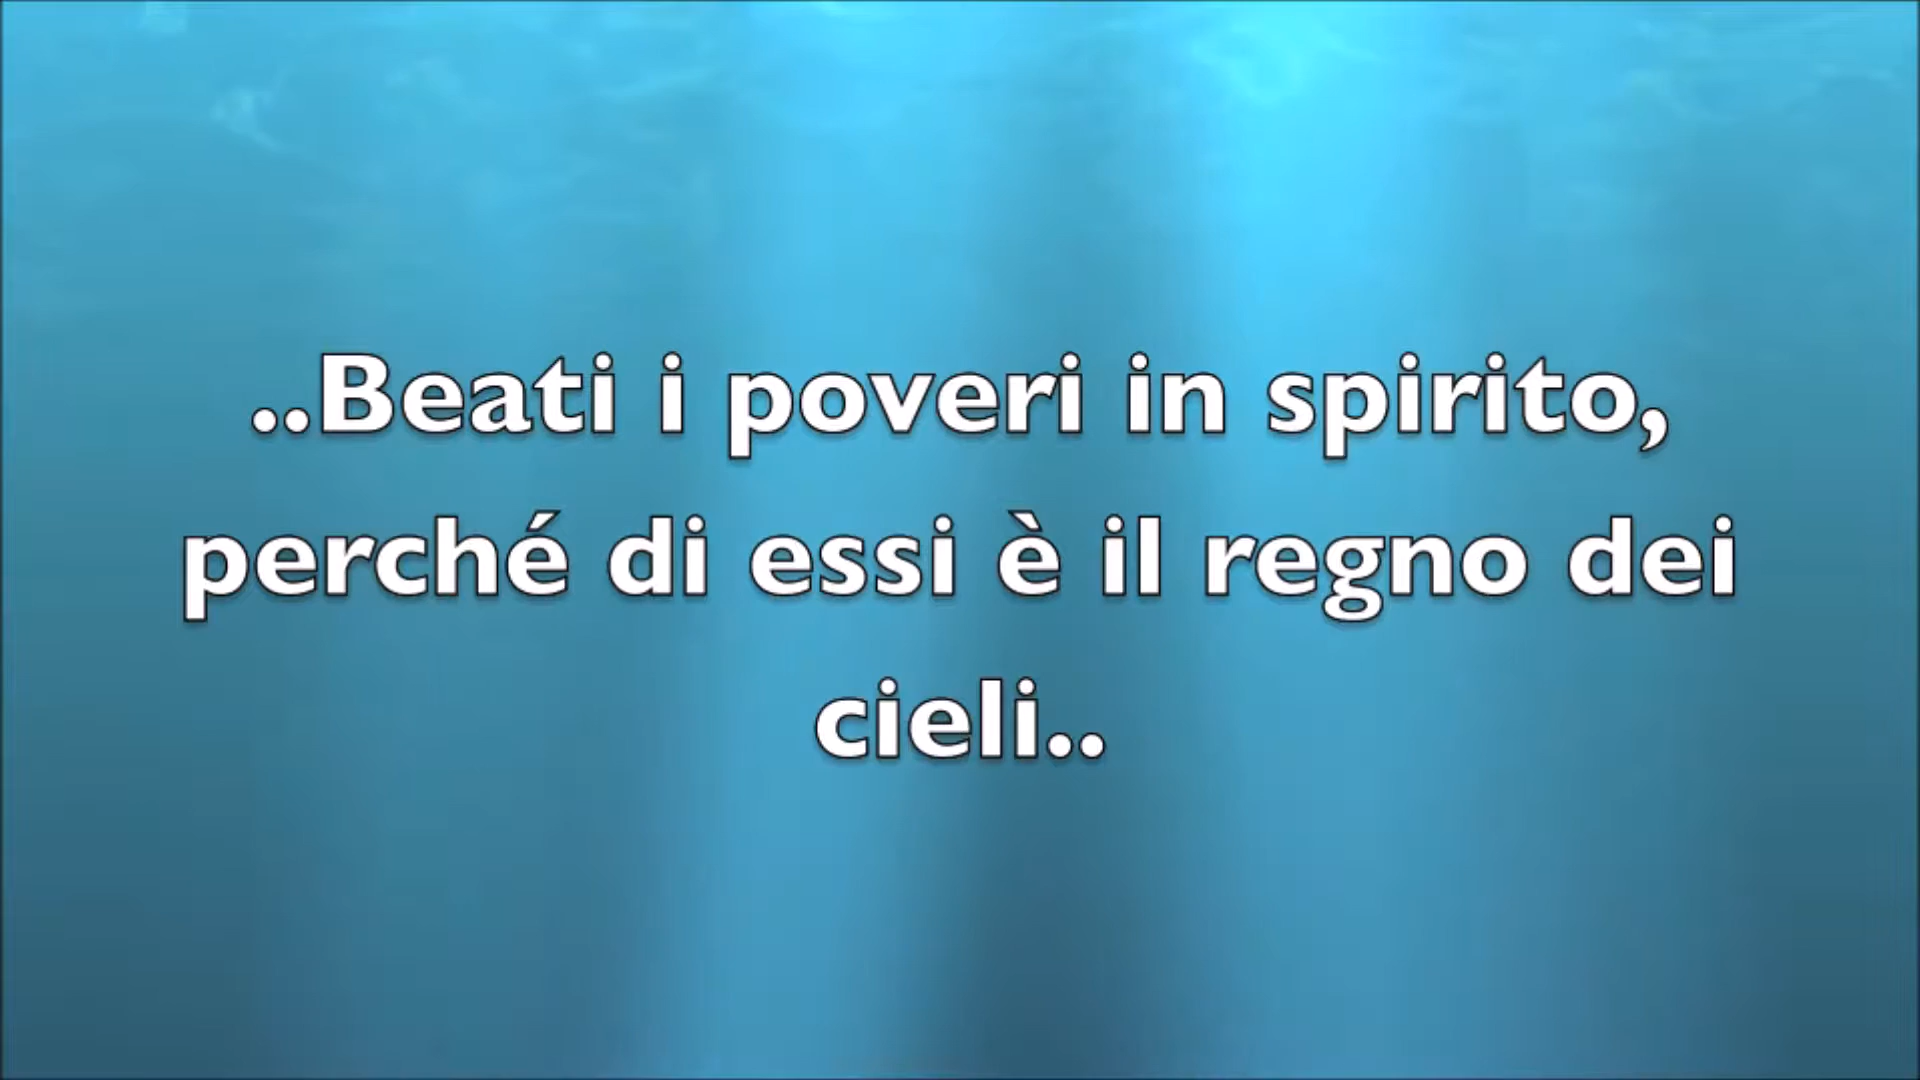 ..Beati i poveri in spirito,
perché di essi è il regno dei
cieli..